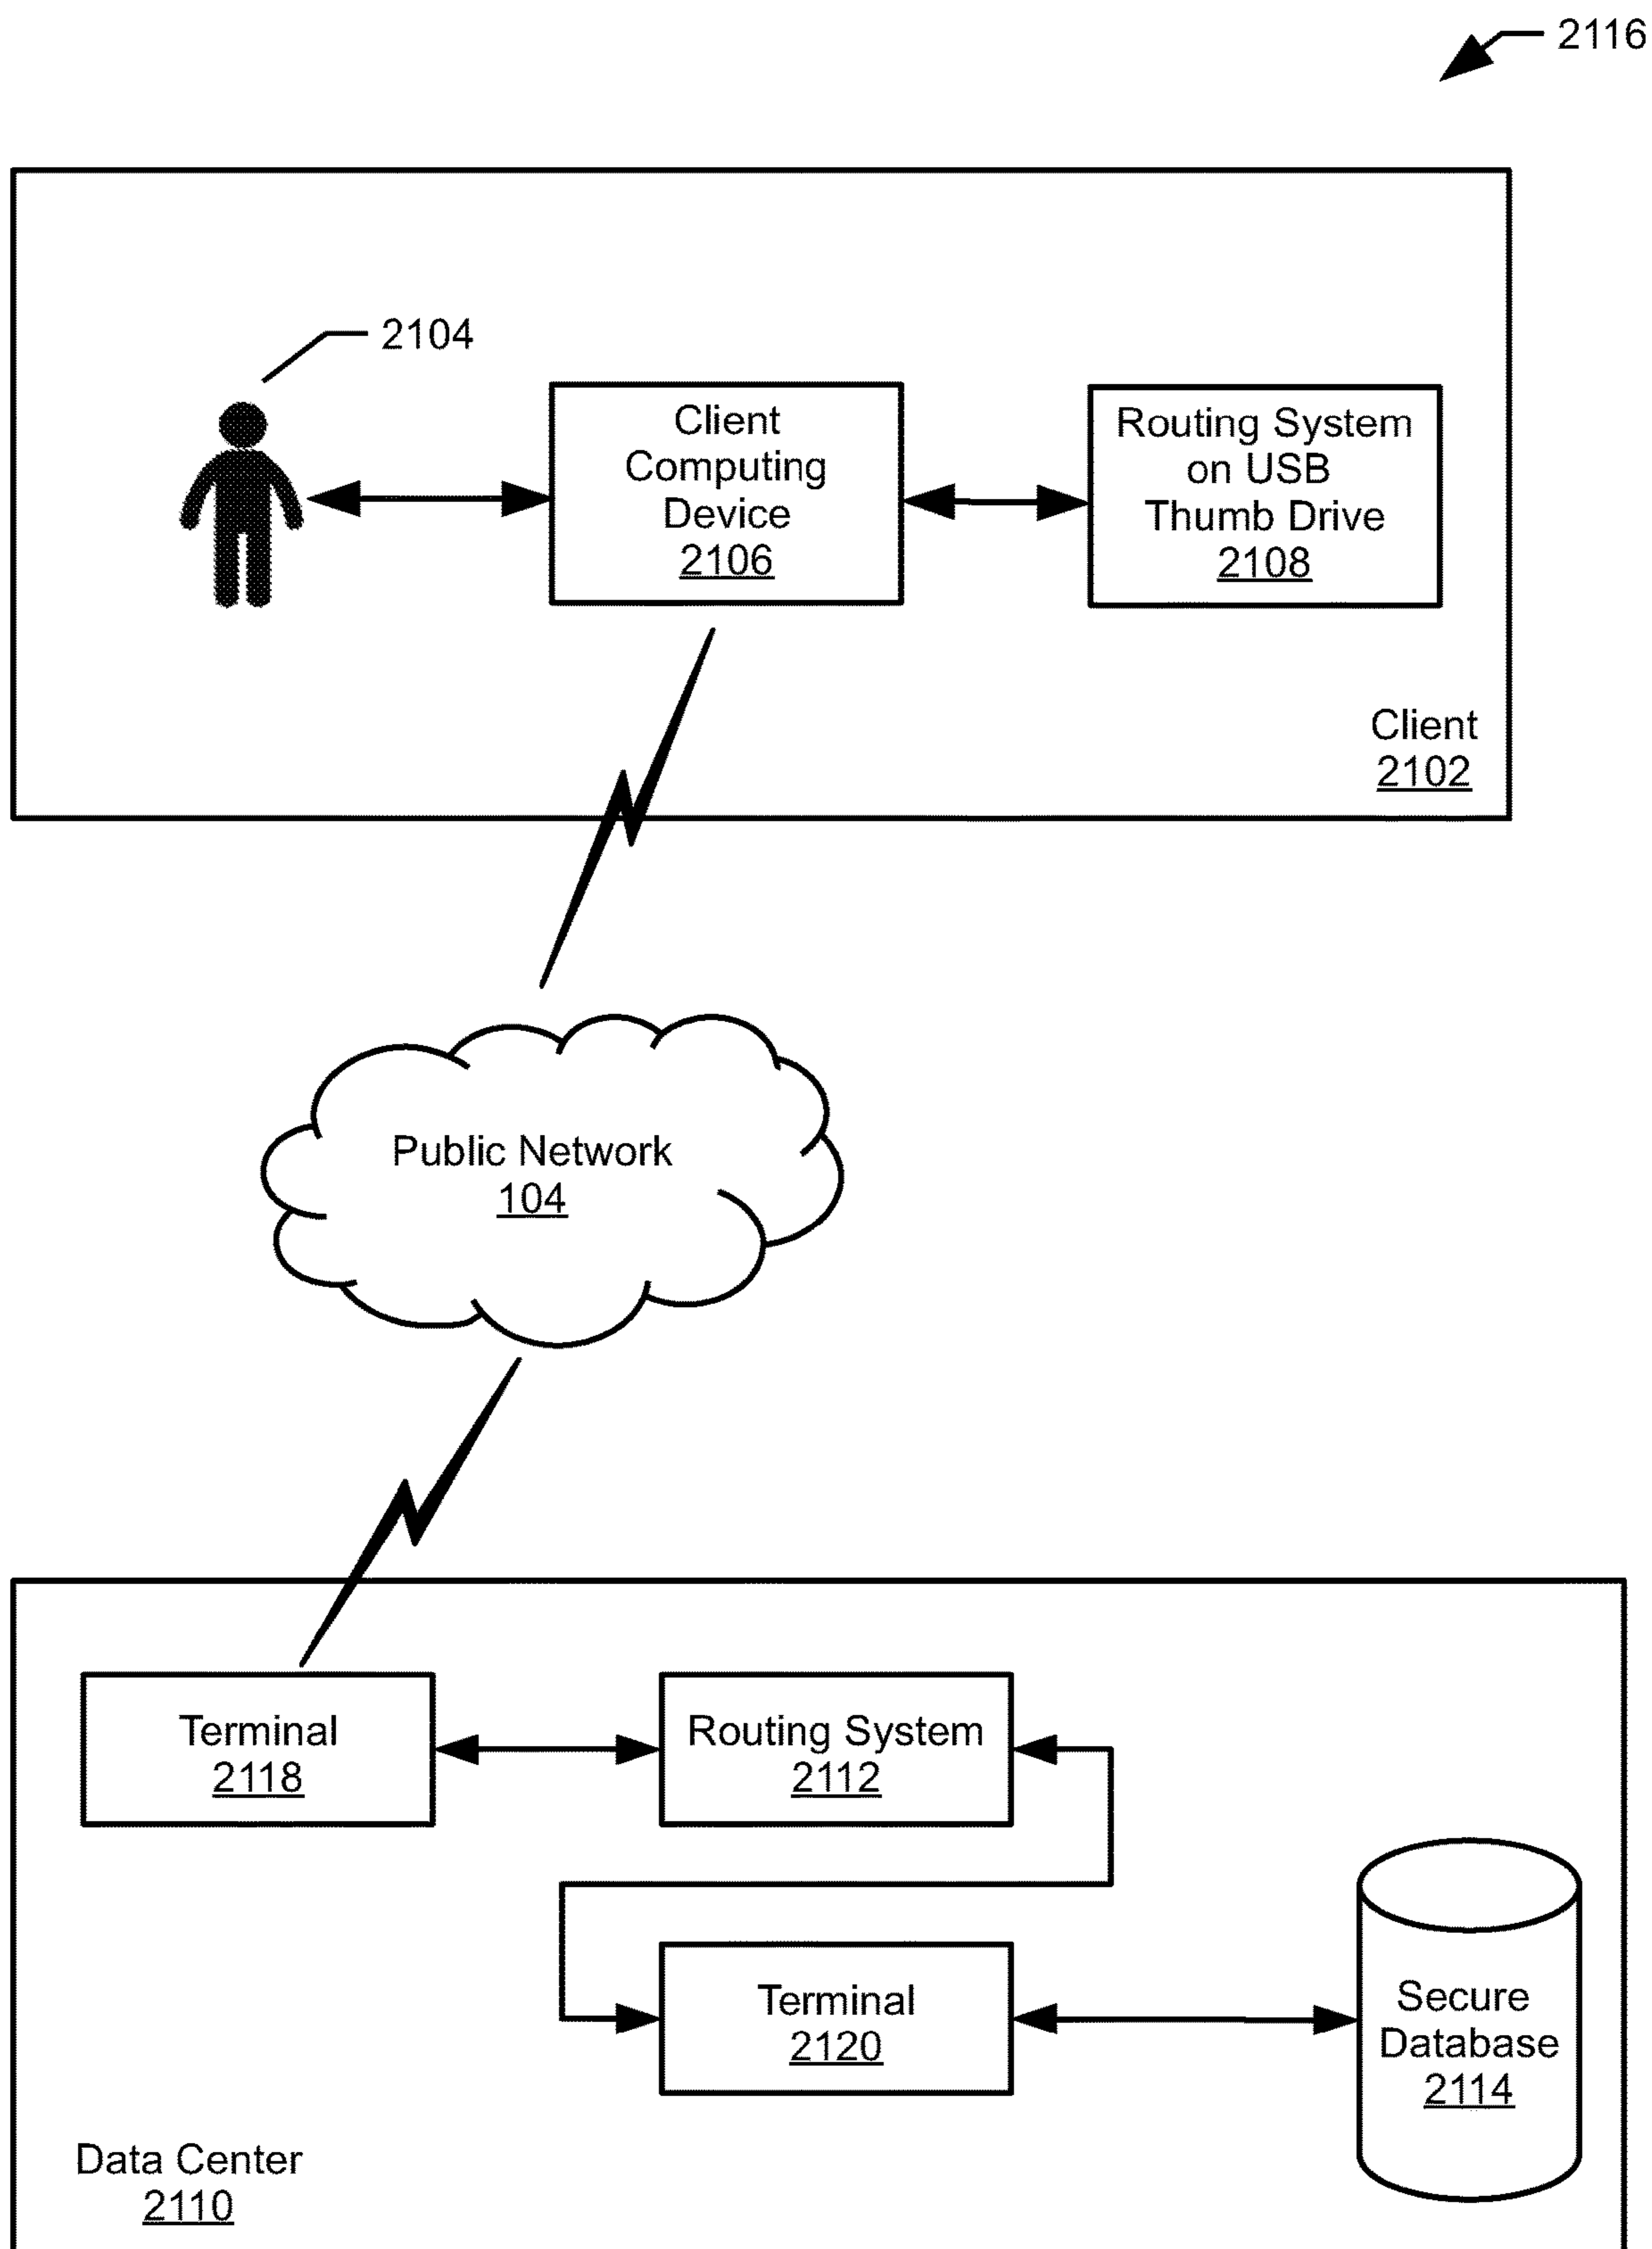 2116
2104
Client
Computing
Device
2106
Routing System
on USB
Thumb Drive
2108
Client
2102
Public Network
104
Terminal
2118
Routing System
2112
Terminal
2120
Secure
Database
2114
Data Center
2110